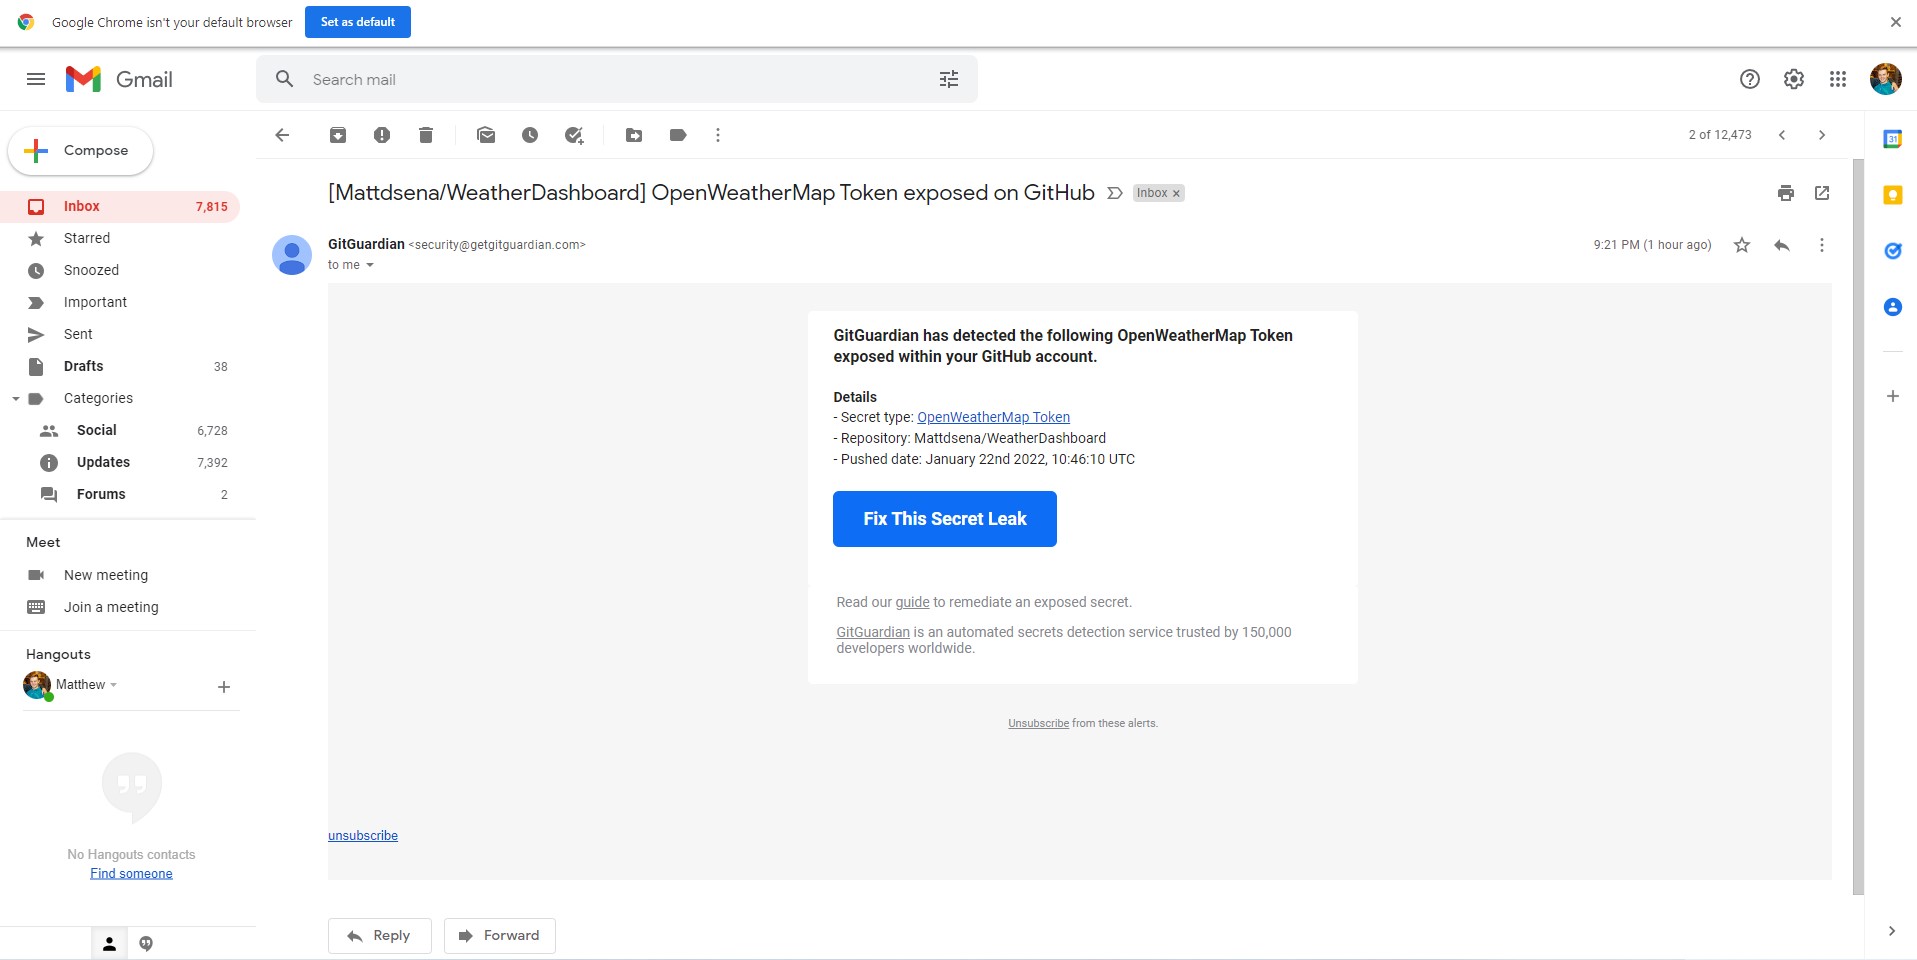 Google Chrome isn't your default browser
Set as default
Gmail
Search mail
Compose
2 of 12,473
31
[Mattdsena/WeatherDashboard] OpenWeatherMap Token exposed on GitHub
Inbox ×
Inbox 7,815
Starred
Snoozed
Important
Sent
Drafts 38
Categories
Social 6,728
Updates 7,392
Forums 2
Meet
New meeting
Join a meeting
Hangouts
Matthew
No Hangouts contacts
Find someone
GitGuardian <security@getgitguardian.com>
9:21 PM (1 hour ago)
to me
GitGuardian has detected the following OpenWeatherMap Token
exposed within your GitHub account.
Details
- Secret type: OpenWeatherMap Token
- Repository: Mattdsena/WeatherDashboard
- Pushed date: January 22nd 2022, 10:46:10 UTC
Fix This Secret Leak
Read our guide to remediate an exposed secret.
GitGuardian is an automated secrets detection service trusted by 150,000
developers worldwide.
Unsubscribe from these alerts.
unsubscribe
Reply
Forward